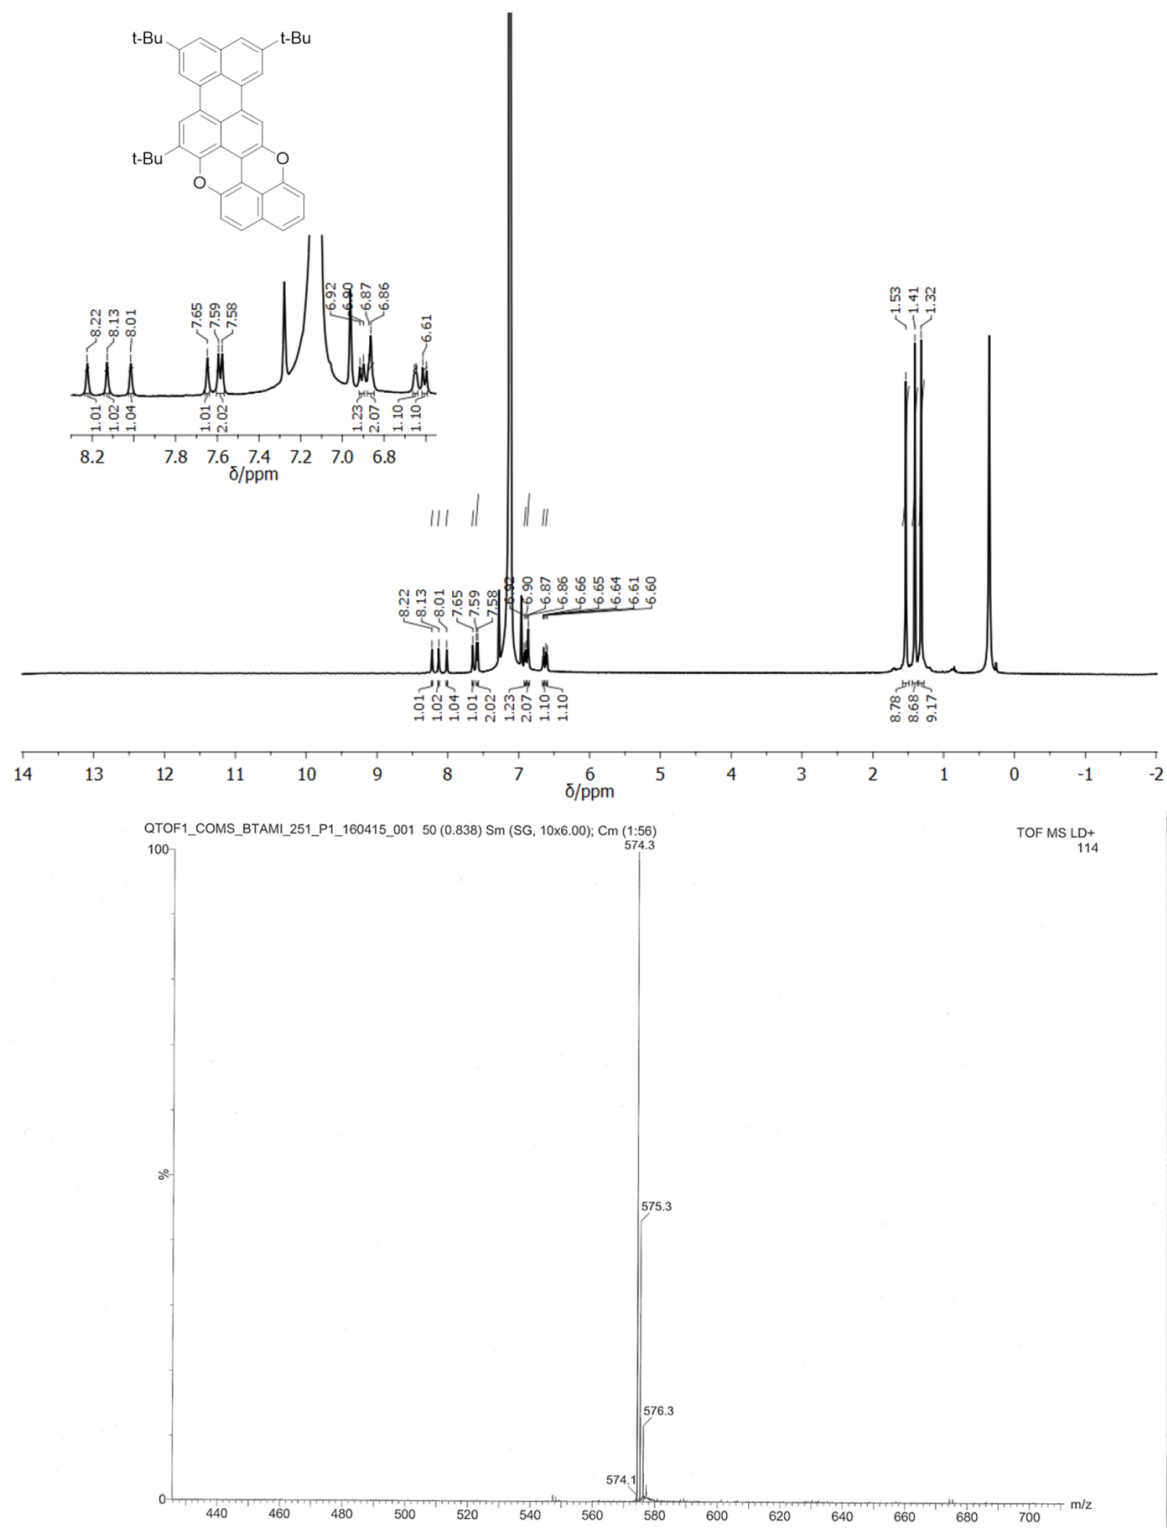 t-Bu t-Bu
t-Bu
O
O
8.22 8.13 8.01 7.65 7.59 7.58 6.92 6.90 6.87 6.86 6.61
1.01 1.02 1.04 1.01 2.02 1.23 2.07 1.10 1.10
8.2 7.8 7.6 7.4 7.2 7.0 6.8
δ/ppm
1.53 1.41 1.32
8.22 8.13 8.01 7.65 7.59 7.58 6.92 6.90 6.87 6.86 6.66 6.65 6.64 6.61 6.60
1.01 1.02 1.04 1.01 2.02 1.23 2.07 1.10 1.10 8.78 8.68 9.17
14 13 12 11 10 9 8 7 6 5 4 3 2 1 0 -1 -2
δ/ppm
QTOF1_COMS_BTAMI_251_P1_160415_001 50 (0.838) Sm (SG, 10x6.00); Cm (1:56) TOF MS LD+
114
100
574.3
%
575.3
576.3
574.1
0
440 460 480 500 520 540 560 580 600 620 640 660 680 700 m/z